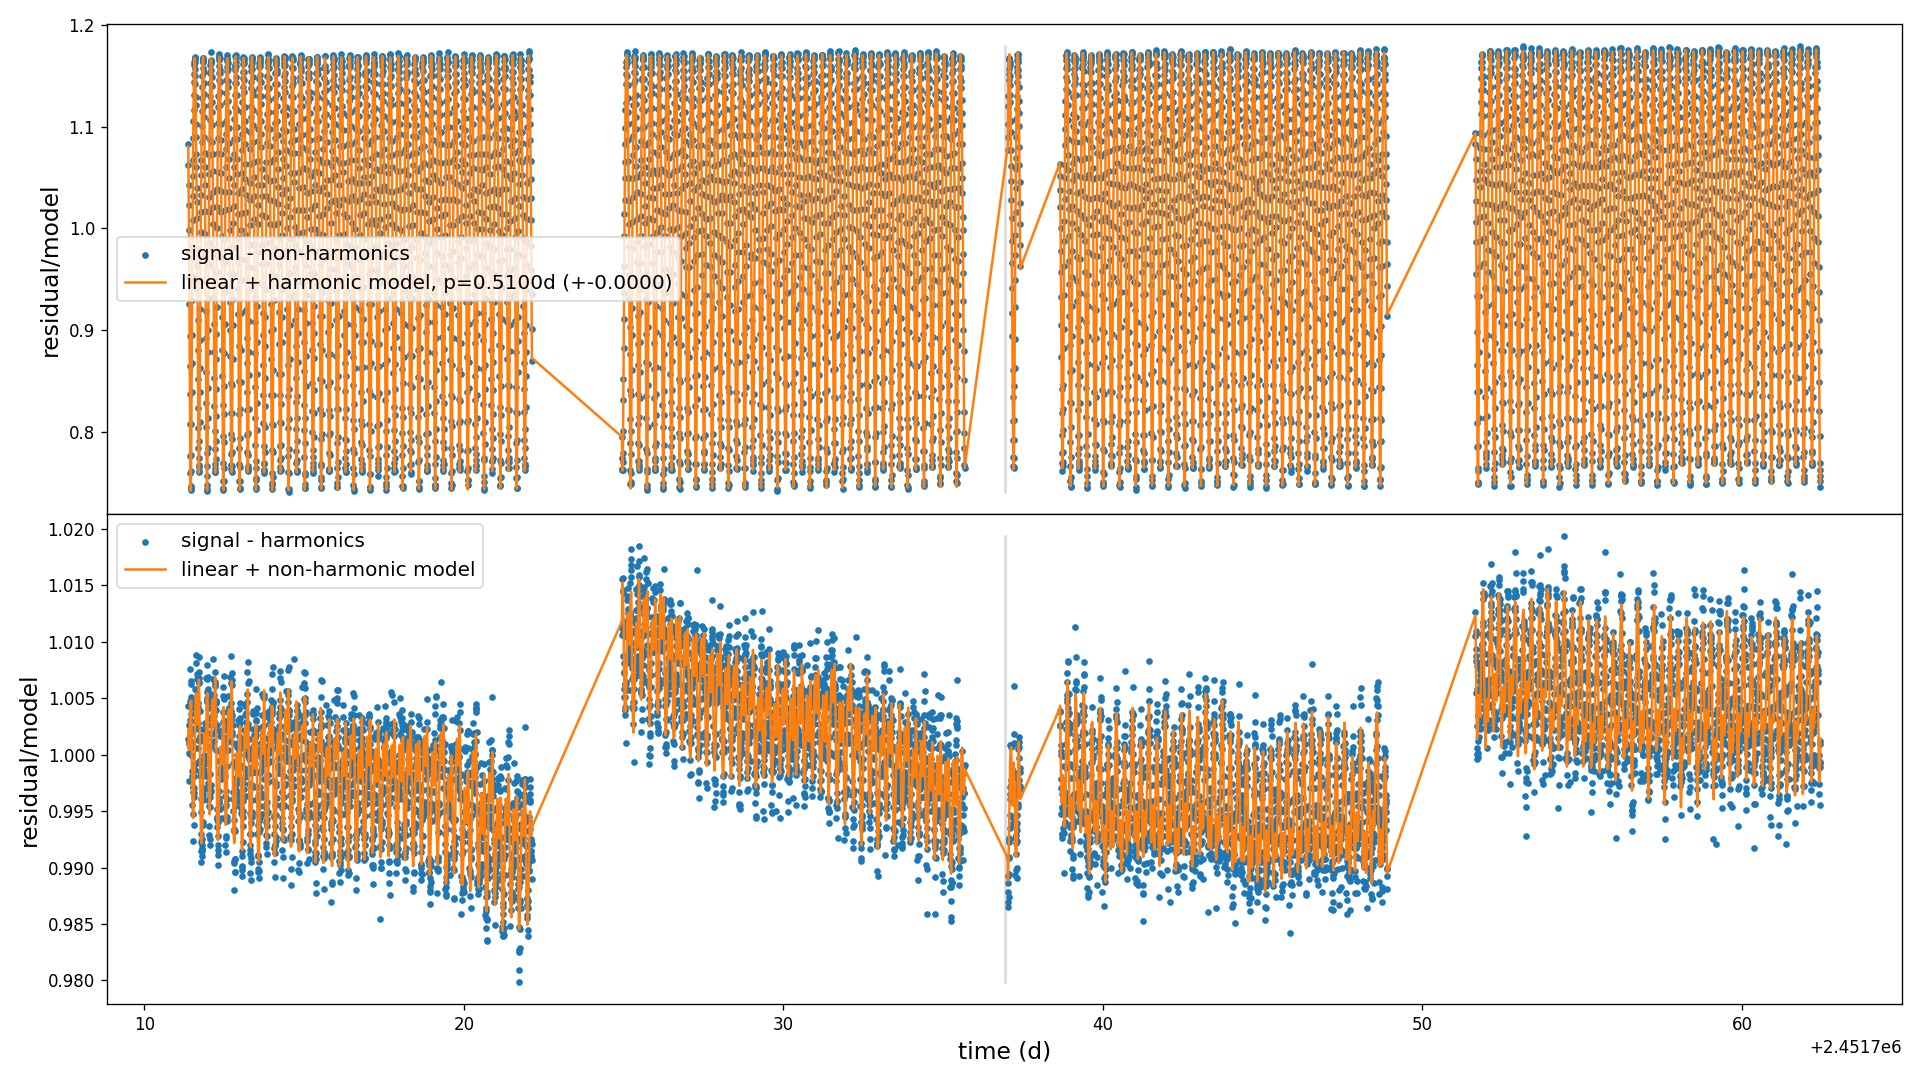 1.2
1.1
1.0
0.9
0.8
residual/model
signal - non-harmonics
linear + harmonic model, p=0.5100d (+-0.0000)
1.020
1.015
1.010
1.005
1.000
0.995
0.990
0.985
0.980
residual/model
signal - harmonics
linear + non-harmonic model
10 20 30 40 50 60
time (d)
+2.4517e6